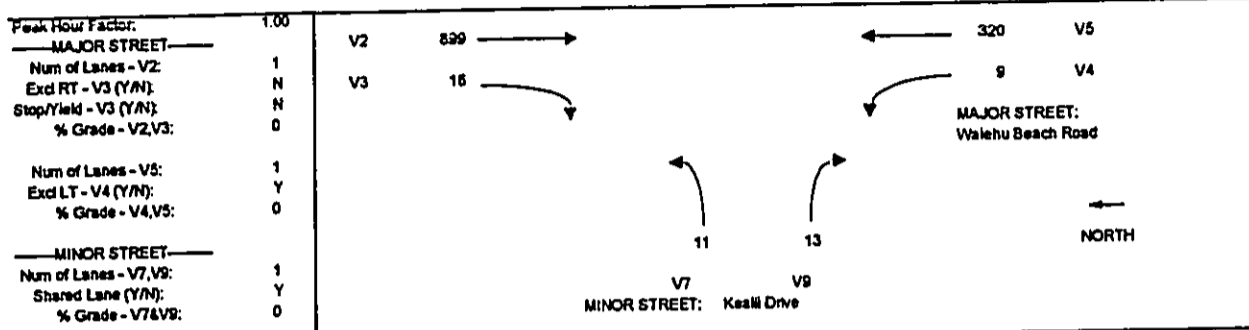 Peak Hour Factor: 1.00
MAJOR STREET
Num of Lanes - V2: 1
Excl RT - V3 (Y/N): N
Stop/Yield - V3 (Y/N): N
% Grade - V2,V3: 0
Num of Lanes - V5: 1
Excl LT - V4 (Y/N): Y
% Grade - V4,V5: 0
MINOR STREET
Num of Lanes - V7,V9: 1
Shared Lane (Y/N): Y
% Grade - V7&V9: 0
V2 899
V3 16
320 V5
9 V4
MAJOR STREET:
Waiehu Beach Road
NORTH
11 13
V7 V9
MINOR STREET: Kealii Drive